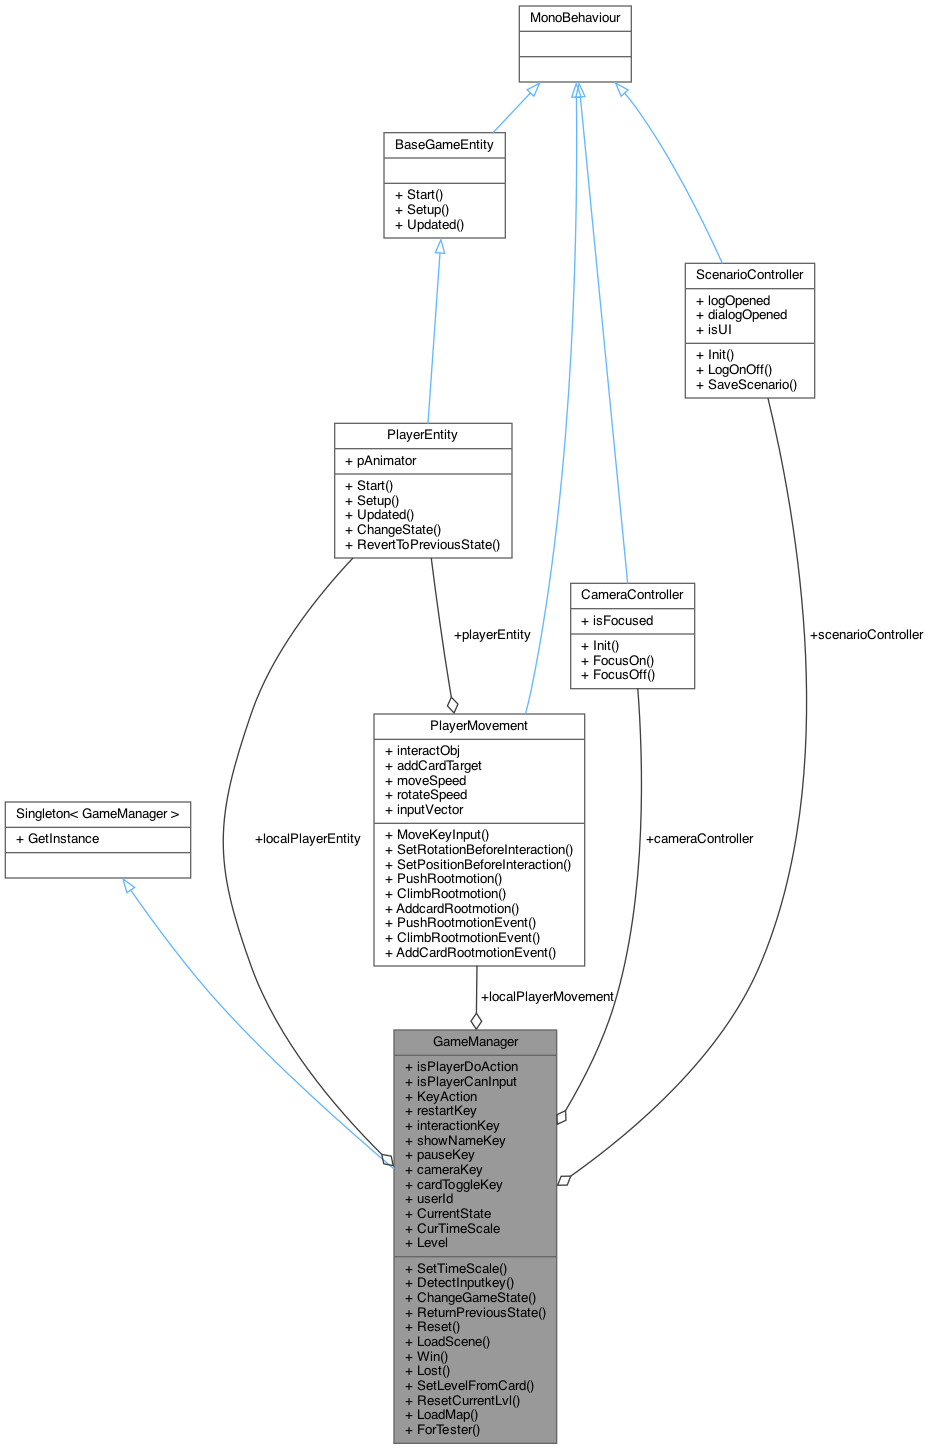 MonoBehaviour
BaseGameEntity
+ Start()
+ Setup()
+ Updated()
ScenarioController
+ logOpened
+ dialogOpened
+ isUI
+ Init()
+ LogOnOff()
+ SaveScenario()
PlayerEntity
+ pAnimator
+ Start()
+ Setup()
+ Updated()
+ ChangeState()
+ RevertToPreviousState()
CameraController
+ isFocused
+ Init()
+ FocusOn()
+ FocusOff()
+playerEntity
+scenarioController
PlayerMovement
+ interactObj
+ addCardTarget
+ moveSpeed
+ rotateSpeed
+ inputVector
+ MoveKeyInput()
+ SetRotationBeforeInteraction()
+ SetPositionBeforeInteraction()
+ PushRootmotion()
+ ClimbRootmotion()
+ AddcardRootmotion()
+ PushRootmotionEvent()
+ ClimbRootmotionEvent()
+ AddCardRootmotionEvent()
Singleton< GameManager >
+ GetInstance
+localPlayerEntity
+cameraController
+localPlayerMovement
GameManager
+ isPlayerDoAction
+ isPlayerCanInput
+ KeyAction
+ restartKey
+ interactionKey
+ showNameKey
+ pauseKey
+ cameraKey
+ cardToggleKey
+ userId
+ CurrentState
+ CurTimeScale
+ Level
+ SetTimeScale()
+ DetectInputkey()
+ ChangeGameState()
+ ReturnPreviousState()
+ Reset()
+ LoadScene()
+ Win()
+ Lost()
+ SetLevelFromCard()
+ ResetCurrentLvl()
+ LoadMap()
+ ForTester()